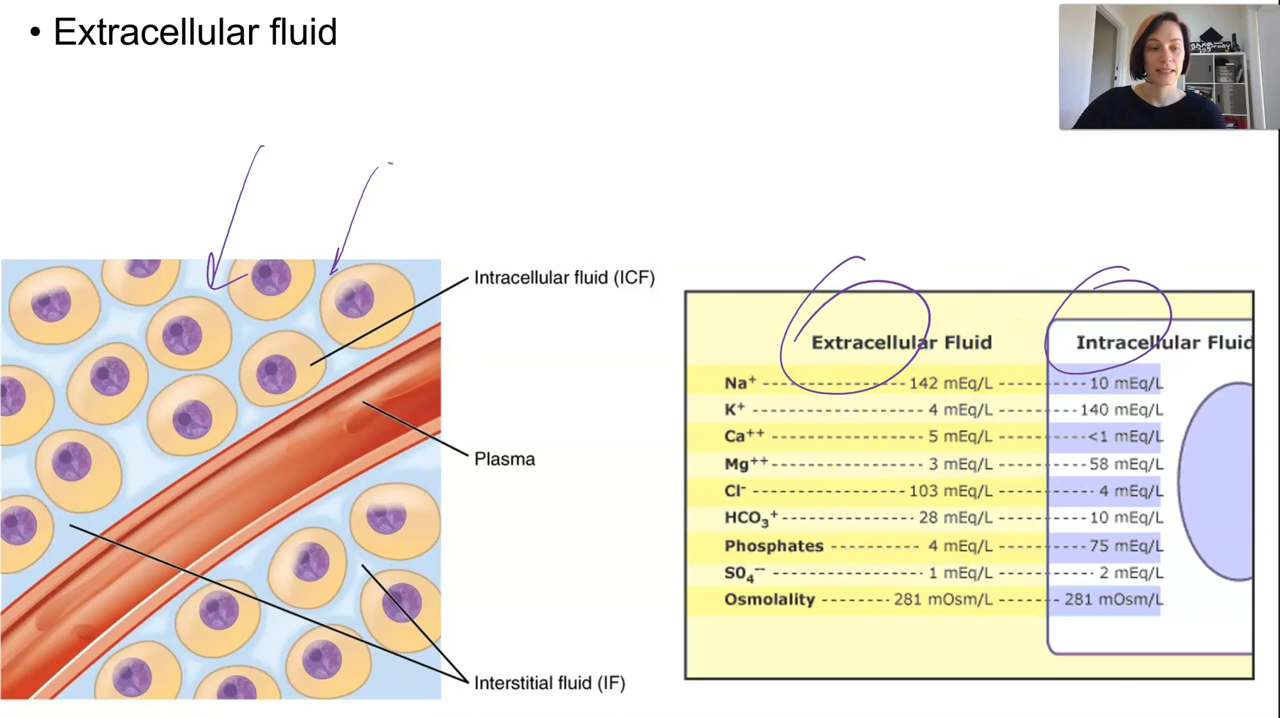 • Extracellular fluid
Intracellular fluid (ICF)
Plasma
Interstitial fluid (IF)
Extracellular Fluid Intracellular Fluid
Na⁺ 142 mEq/L 10 mEq/L
K⁺ 4 mEq/L 140 mEq/L
Ca⁺⁺ 5 mEq/L <1 mEq/L
Mg⁺⁺ 3 mEq/L 58 mEq/L
Cl⁻ 103 mEq/L 4 mEq/L
HCO₃⁺ 28 mEq/L 10 mEq/L
Phosphates 4 mEq/L 75 mEq/L
SO₄⁻⁻ 1 mEq/L 2 mEq/L
Osmolality 281 mOsm/L 281 mOsm/L